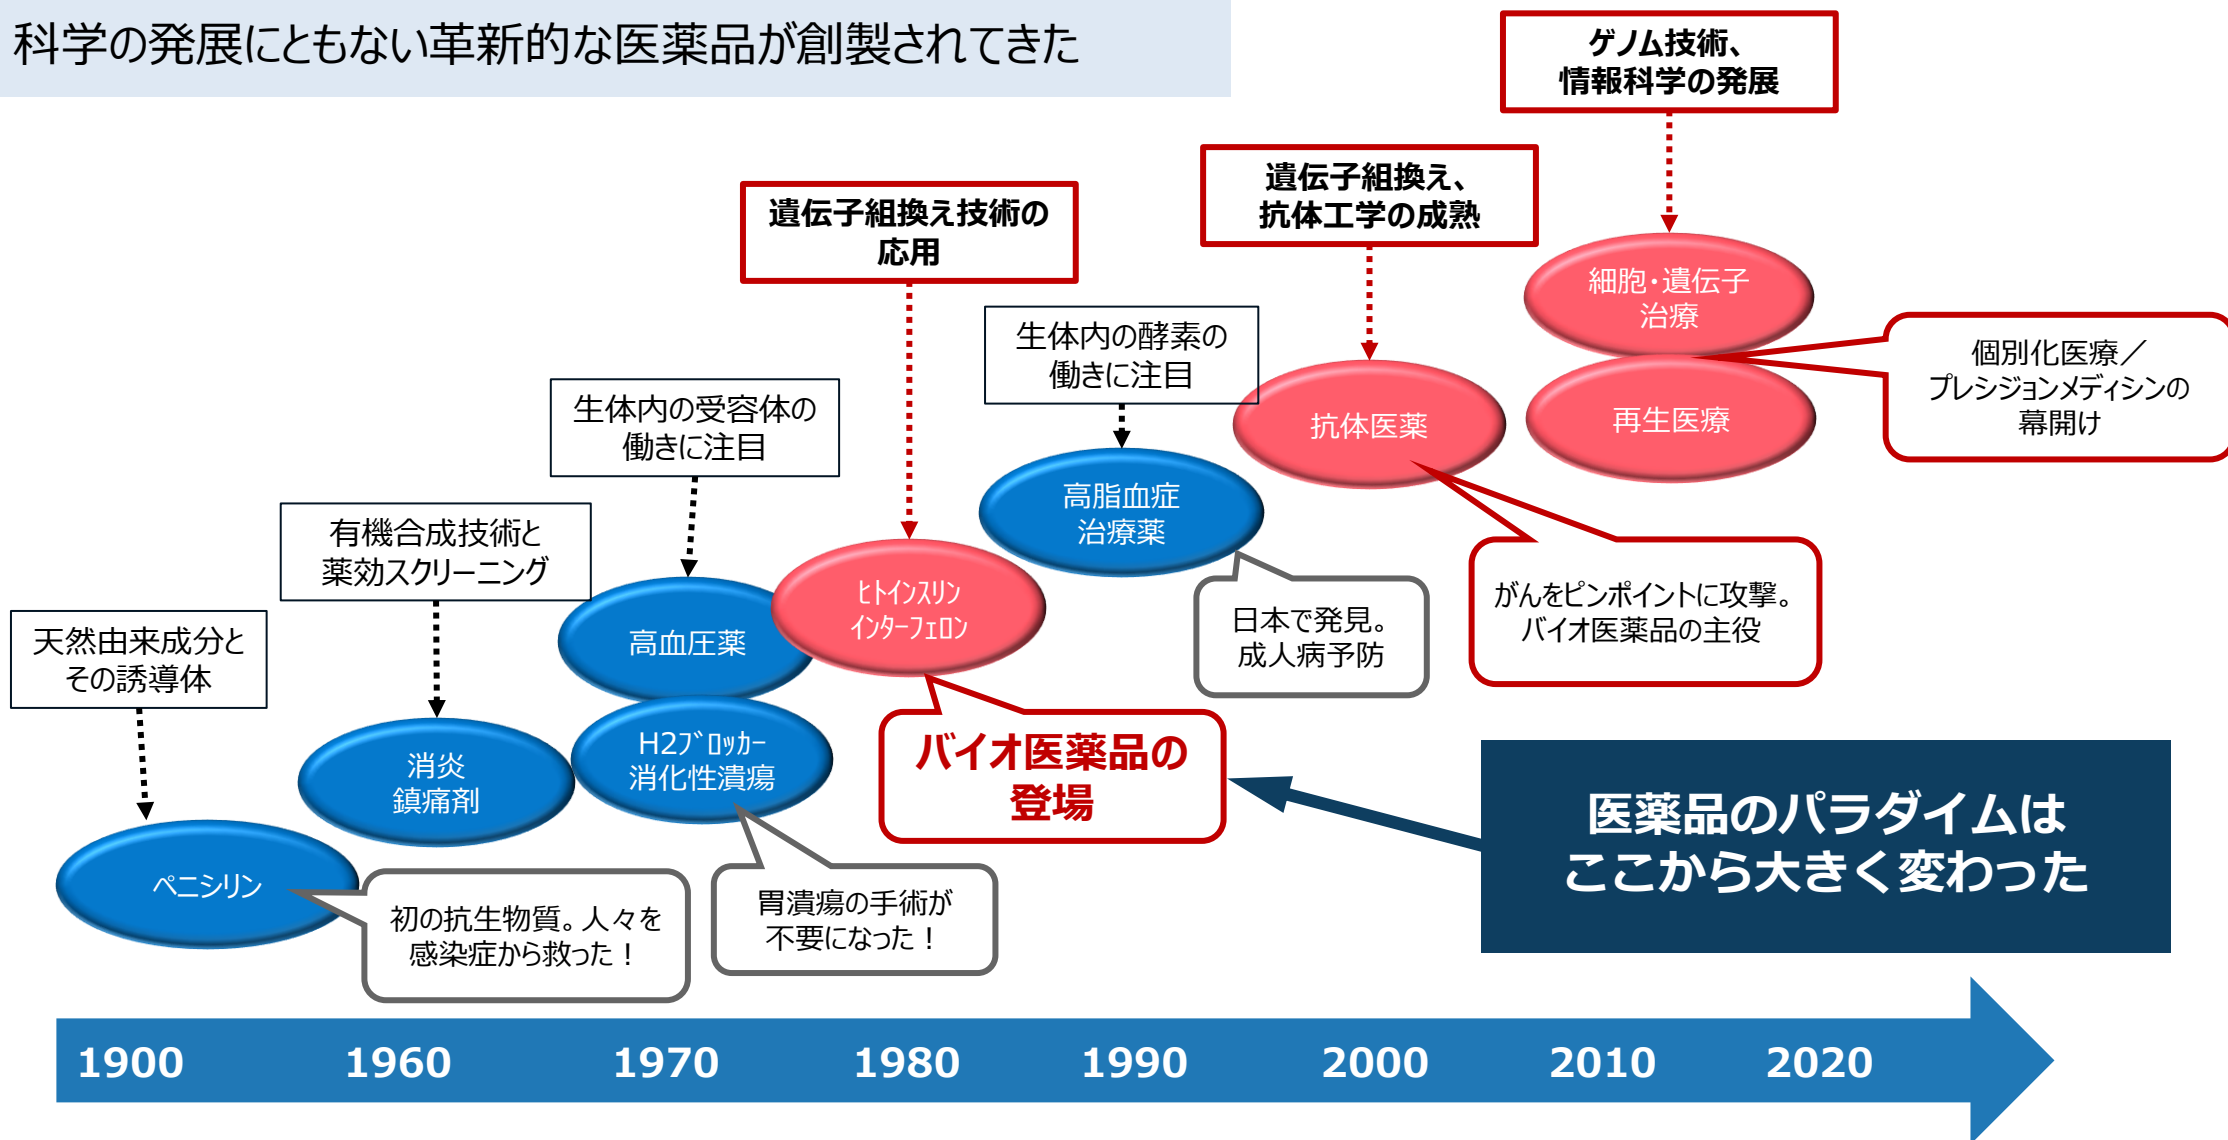 科学の発展にともない革新的な医薬品が創製されてきた
ゲノム技術、
情報科学の発展
遺伝子組換え、
抗体工学の成熟
遺伝子組換え技術の
応用
細胞・遺伝子
治療
生体内の酵素の
働きに注目
個別化医療／
プレシジョンメディシンの
幕開け
生体内の受容体の
働きに注目
抗体医薬
再生医療
高脂血症
治療薬
有機合成技術と
薬効スクリーニング
ﾋﾄｲﾝｽﾘﾝ
ｲﾝﾀｰﾌｪﾛﾝ
がんをピンポイントに攻撃。
バイオ医薬品の主役
日本で発見。
成人病予防
天然由来成分と
その誘導体
高血圧薬
消炎
鎮痛剤
H2ﾌﾞﾛｯｶｰ
消化性潰瘍
バイオ医薬品の
登場
医薬品のパラダイムは
ここから大きく変わった
ペニシリン
初の抗生物質。人々を
感染症から救った！
胃潰瘍の手術が
不要になった！
1900 1960 1970 1980 1990 2000 2010 2020